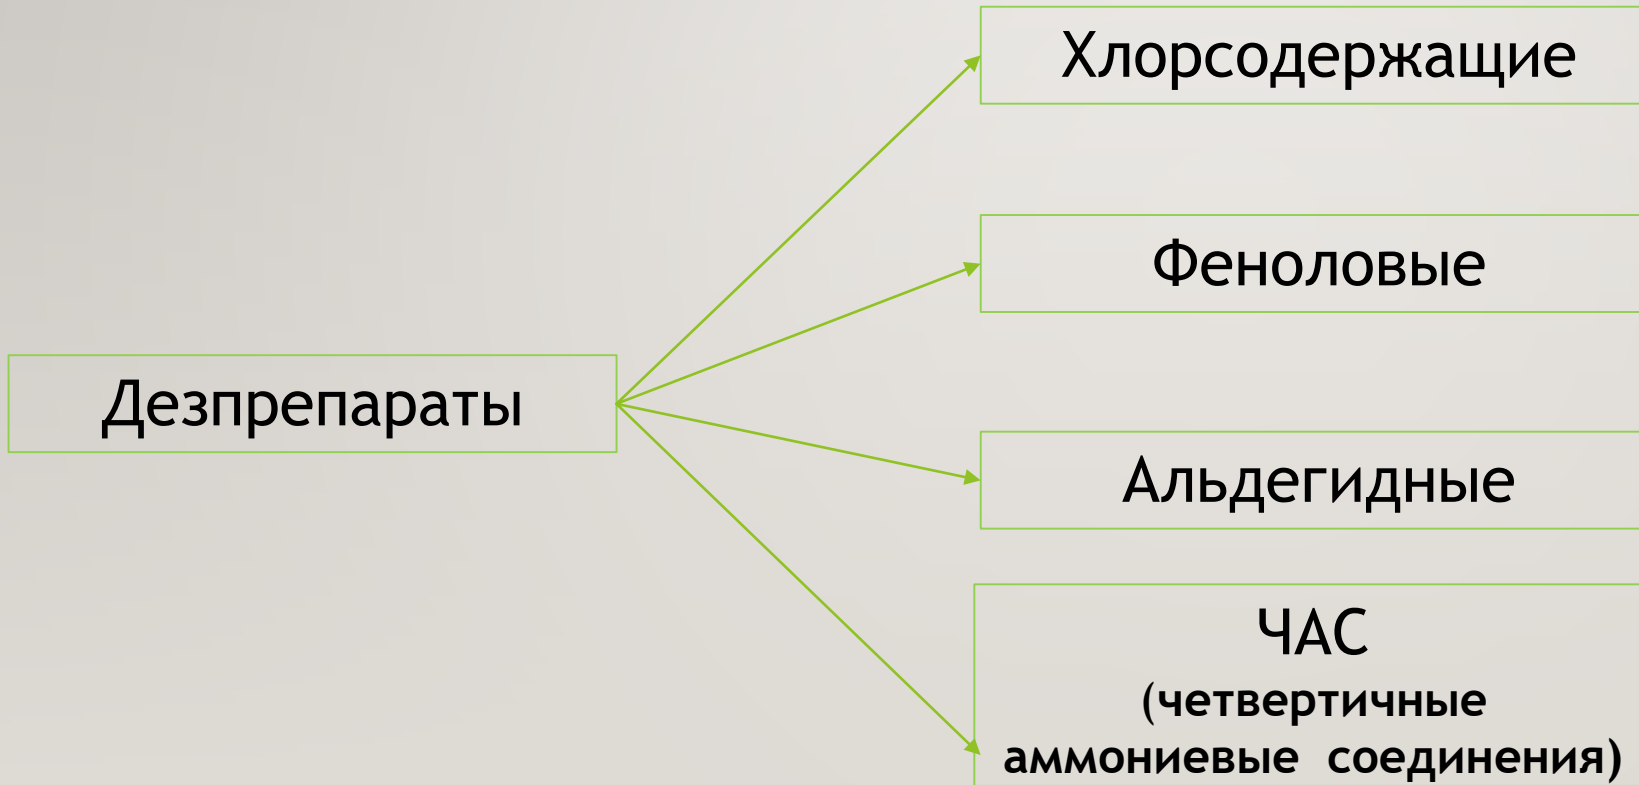 Хлорсодержащие
Феноловые
Дезпрепараты
Альдегидные
ЧАС
(четвертичные
аммониевые соединения)